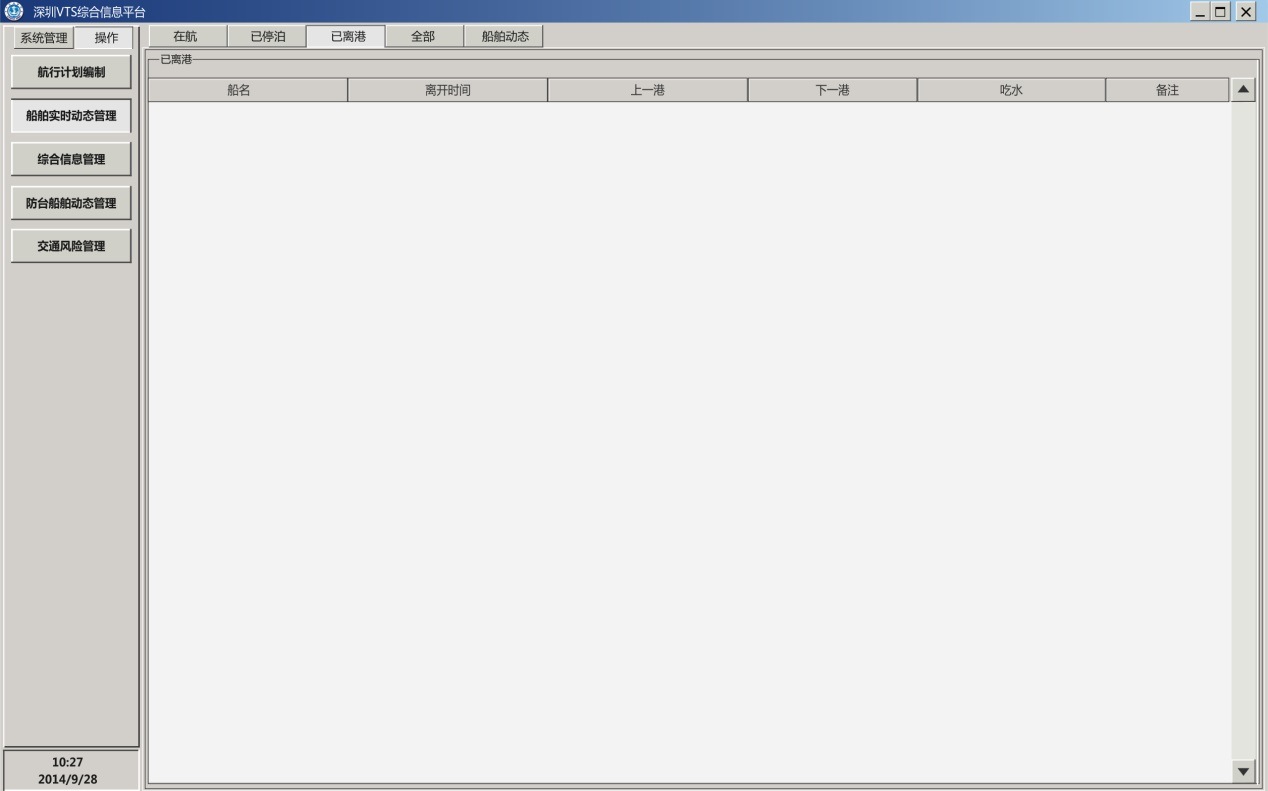 深圳VTS综合信息平台
系统管理 操作
航行计划编制
船舶实时动态管理
综合信息管理
防台船舶动态管理
交通风险管理
10:27
2014/9/28
在航 已停泊 已离港 全部 船舶动态
已离港
船名 离开时间 上一港 下一港 吃水 备注